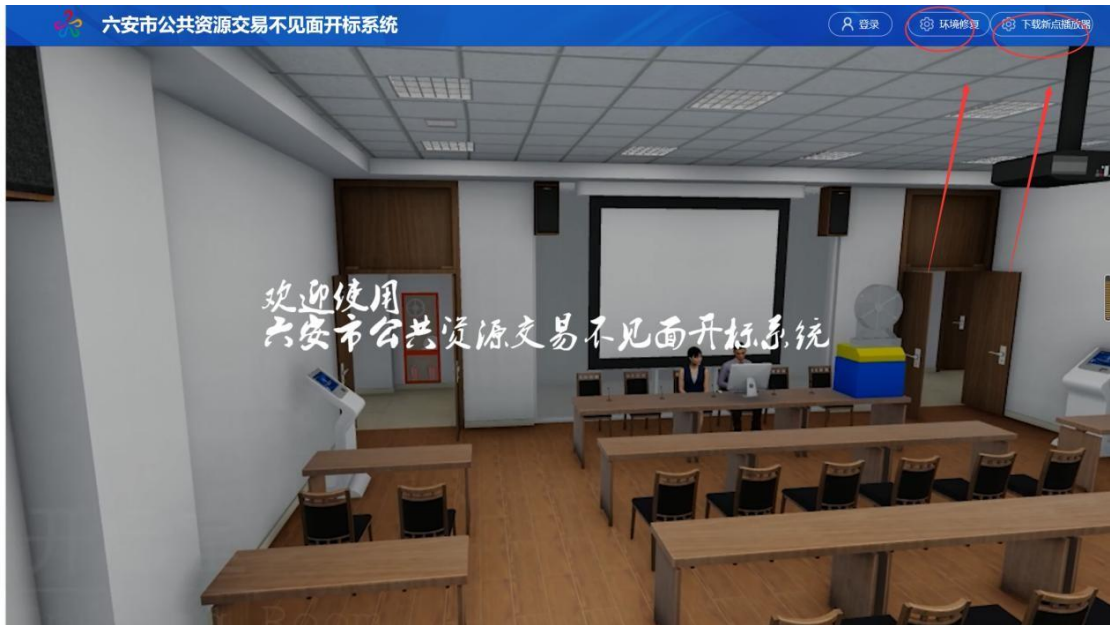 六安市公共资源交易不见面开标系统
登录
环境修复
下载新点播放器
欢迎使用
六安市公共资源交易不见面开标系统